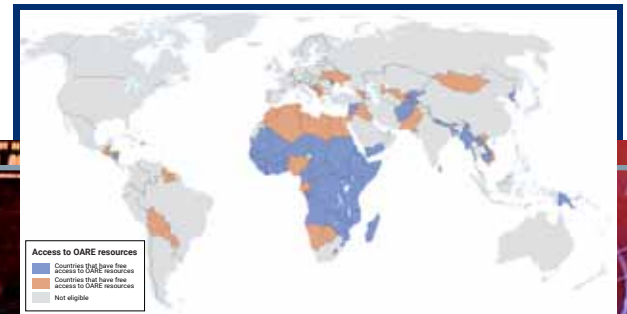 Access to OARE resources
Countries that have free
access to OARE resources
Countries that have free
access to OARE resources
Not eligible